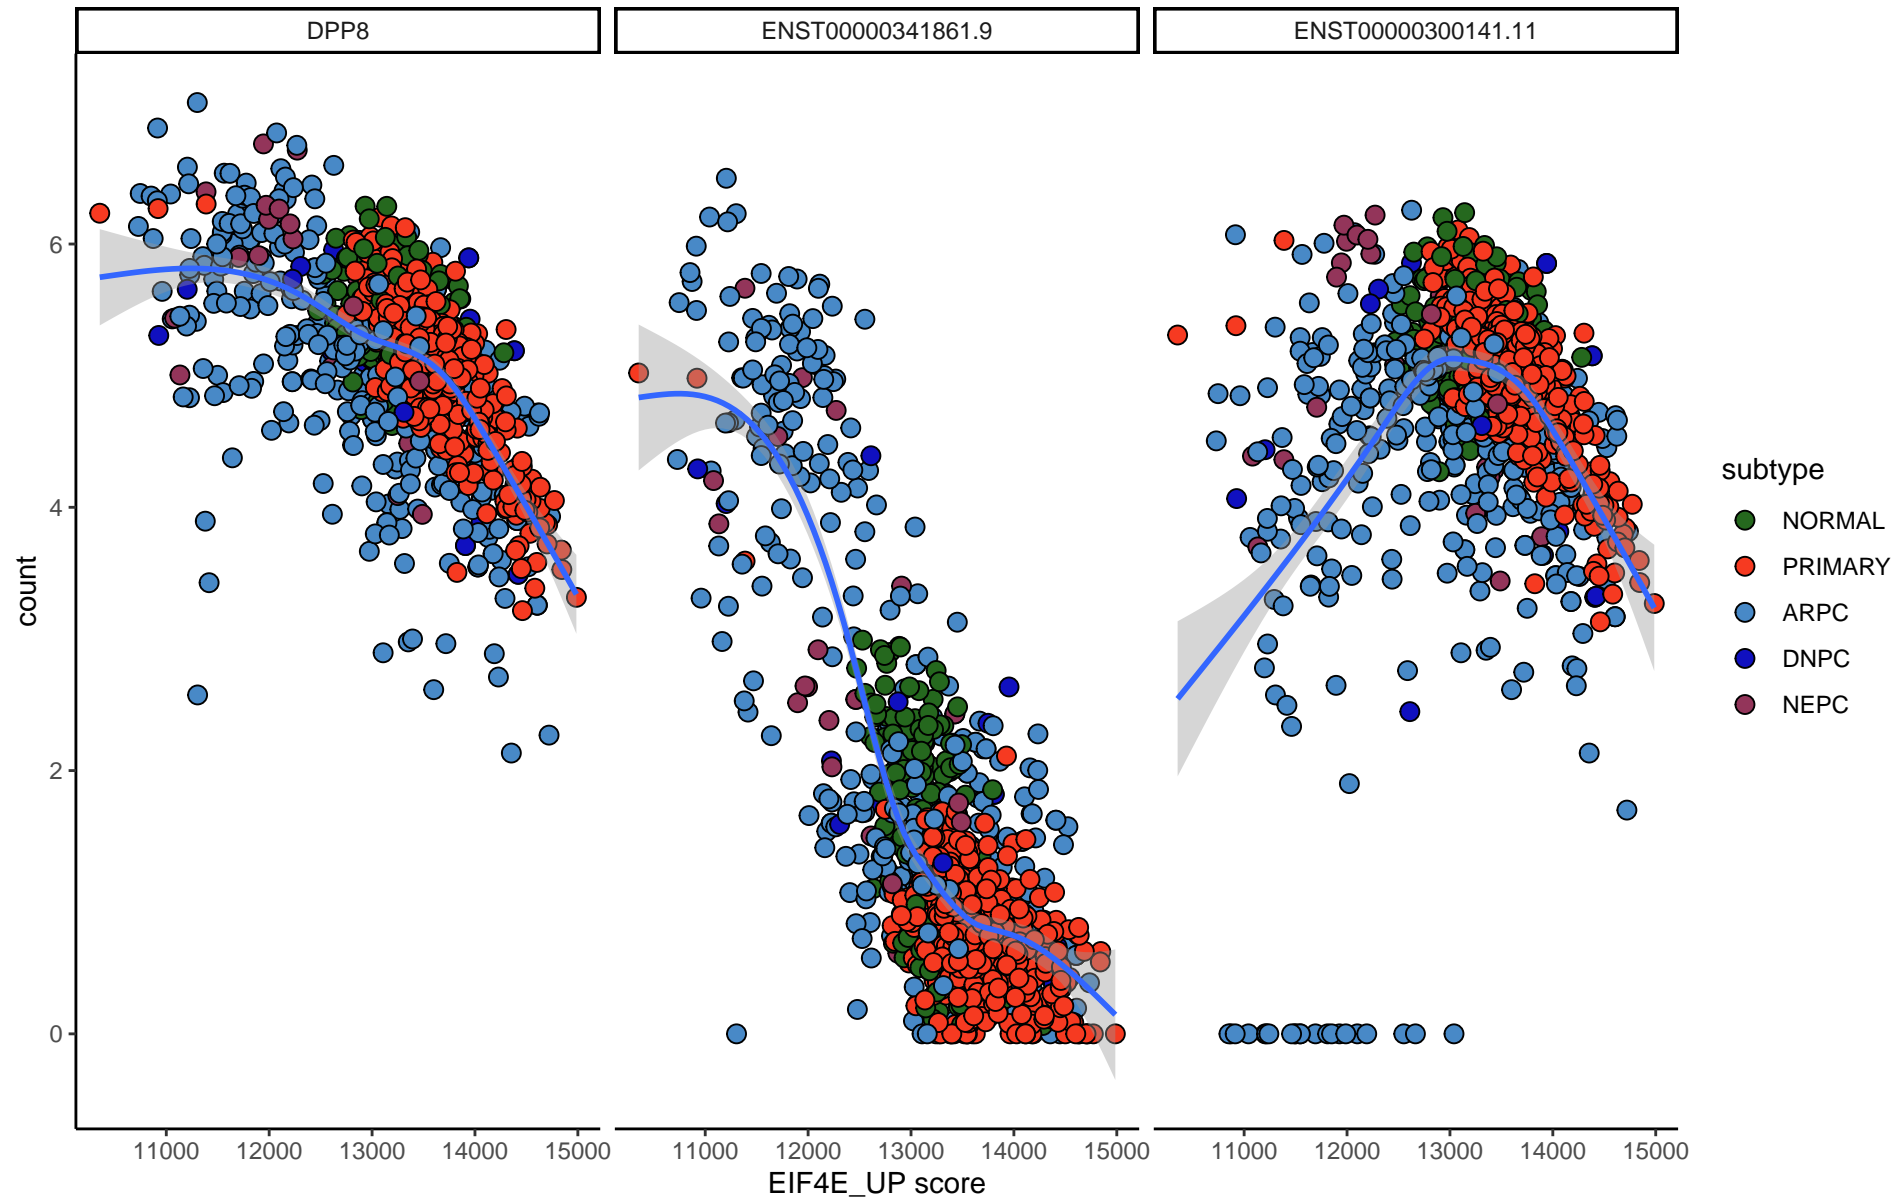 DPP8
ENST00000341861.9
ENST00000300141.11
count
6
4
2
0
11000 12000 13000 14000 15000
11000 12000 13000 14000 15000
11000 12000 13000 14000 15000
EIF4E_UP score
subtype
NORMAL
PRIMARY
ARPC
DNPC
NEPC